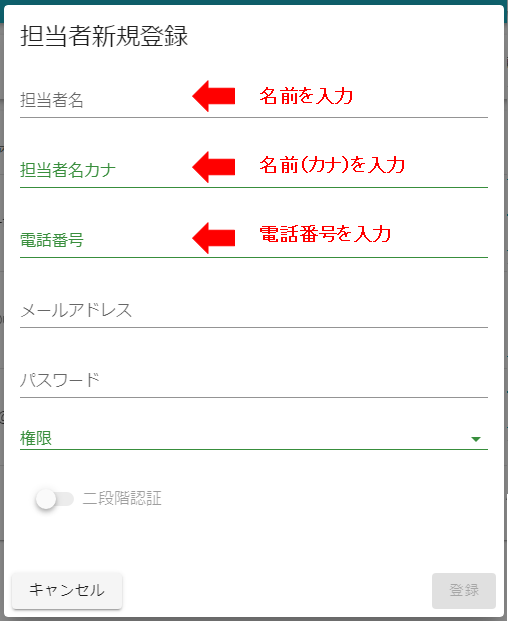 担当者新規登録
担当者名 名前を入力
担当者名カナ 名前(カナ)を入力
電話番号 電話番号を入力
メールアドレス
パスワード
権限
二段階認証
キャンセル 登録